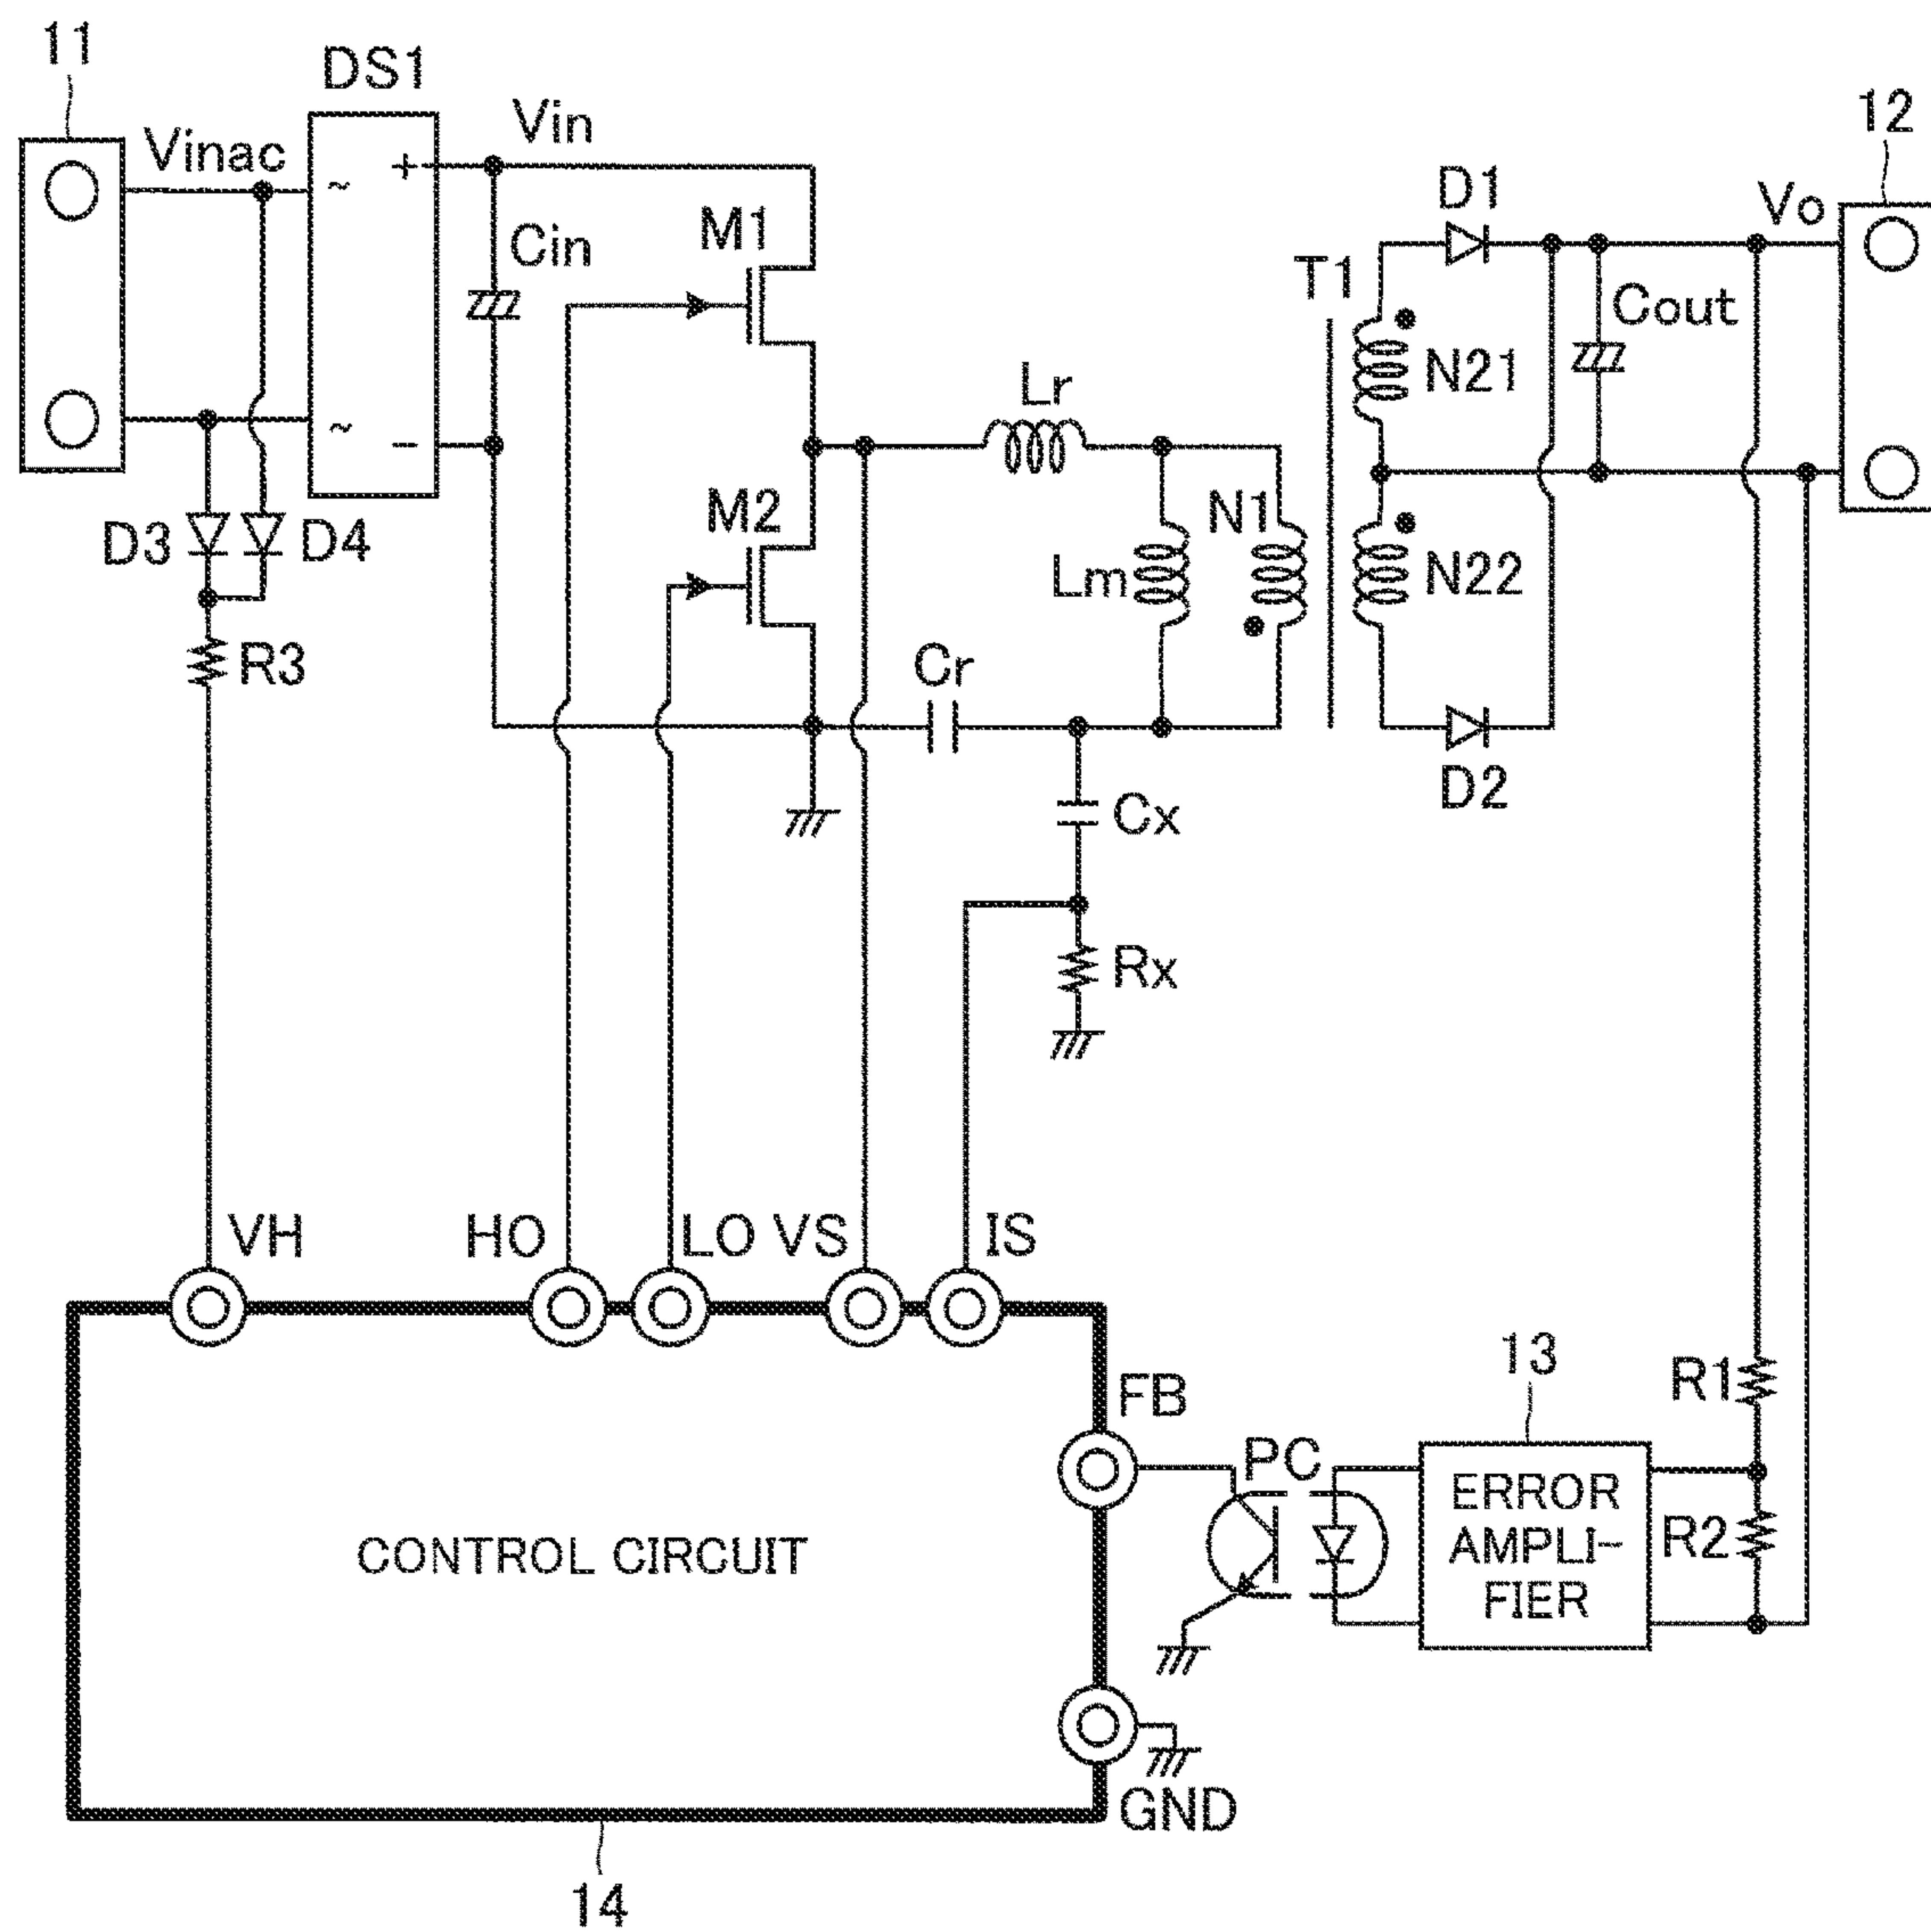 11
DS1
Vinac
Vin
12
~
+
D1
Vo
M1
Cin
T1
Cout
N21
Lr
~
−
M2
N1
D3
D4
Lm
N22
R3
Cr
D2
Cx
Rx
VH
HO
LO
VS
IS
13
R1
FB
PC
ERROR
AMPLI-
FIER
R2
CONTROL CIRCUIT
GND
14